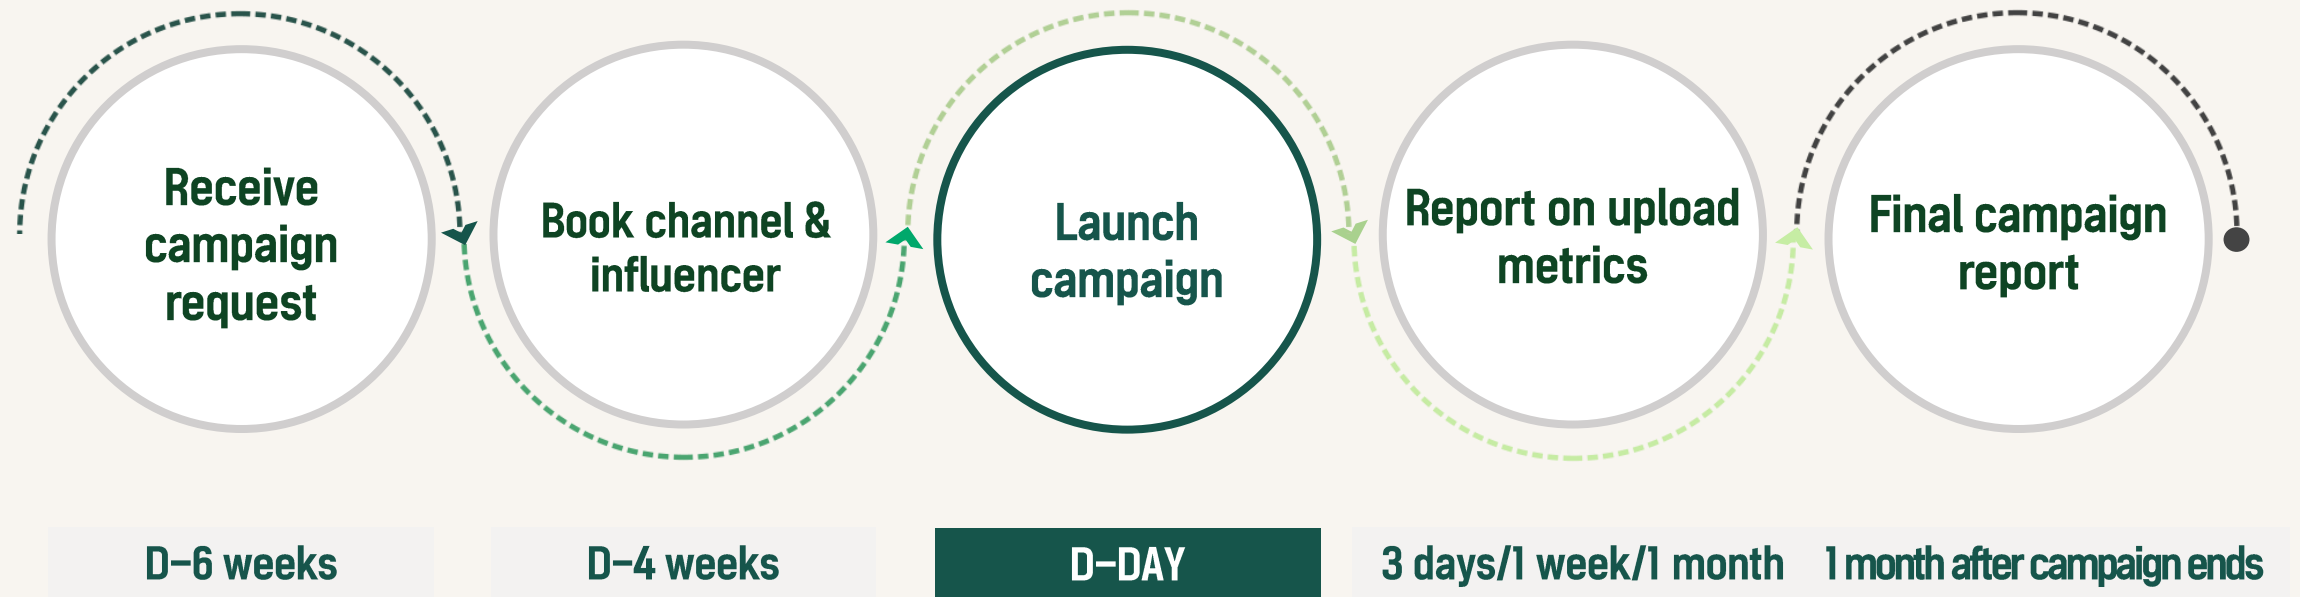 Receive
campaign
request
Book channel &
influencer
Launch
campaign
Report on upload
metrics
Final campaign
report
D-6 weeks
D-4 weeks
D-DAY
3 days/1 week/1 month
1 month after campaign ends